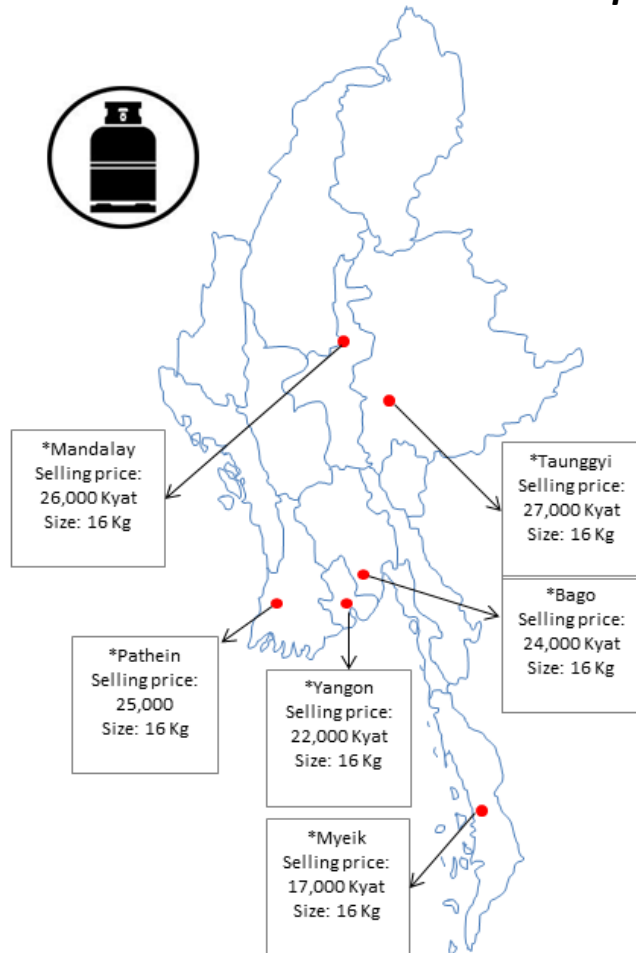 *Mandalay
Selling price:
26,000 Kyat
Size: 16 Kg
*Taunggyi
Selling price:
27,000 Kyat
Size: 16 Kg
*Bago
Selling price:
24,000 Kyat
Size: 16 Kg
*Pathein
Selling price:
25,000
Size: 16 Kg
*Yangon
Selling price:
22,000 Kyat
Size: 16 Kg
*Myeik
Selling price:
17,000 Kyat
Size: 16 Kg